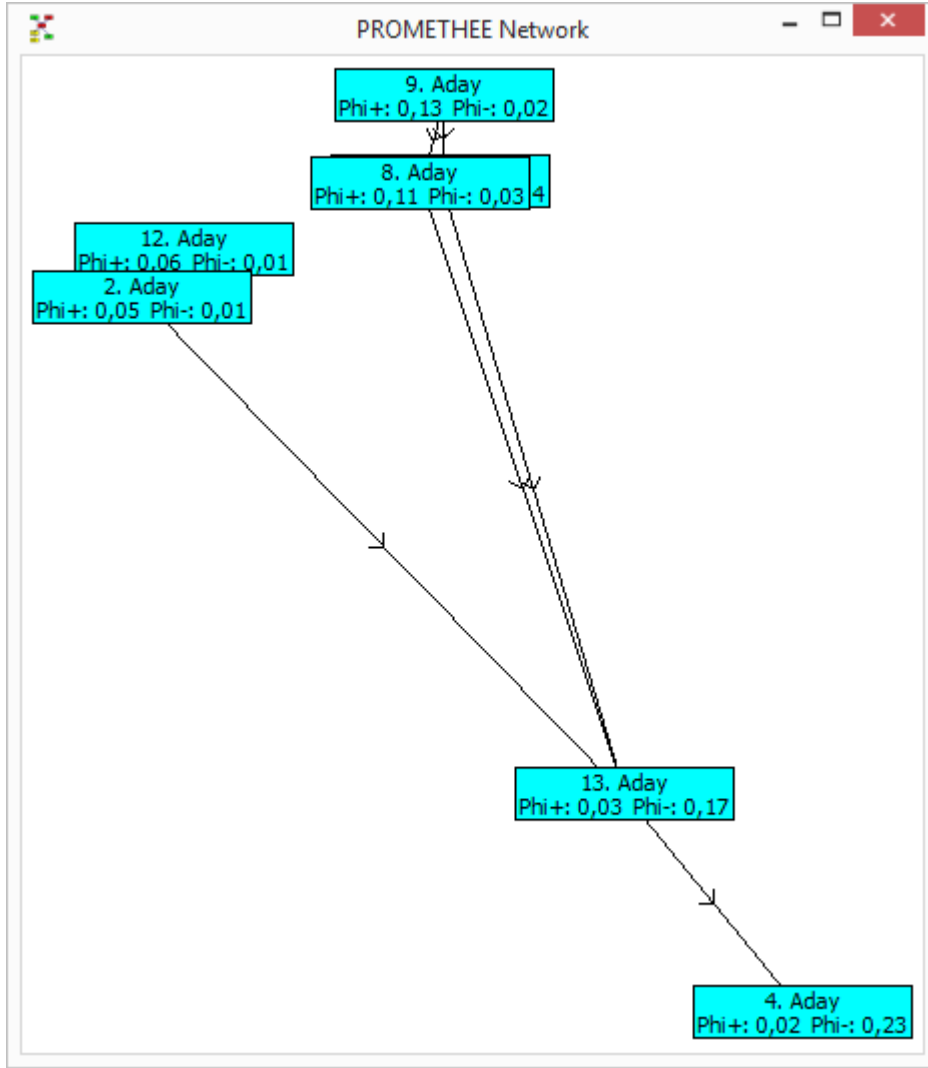 PROMETHEE Network
9. Aday
Phi+: 0,13 Phi-: 0,02
8. Aday
Phi+: 0,11 Phi-: 0,03
4
12. Aday
Phi+: 0,06 Phi-: 0,01
2. Aday
Phi+: 0,05 Phi-: 0,01
13. Aday
Phi+: 0,03 Phi-: 0,17
4. Aday
Phi+: 0,02 Phi-: 0,23